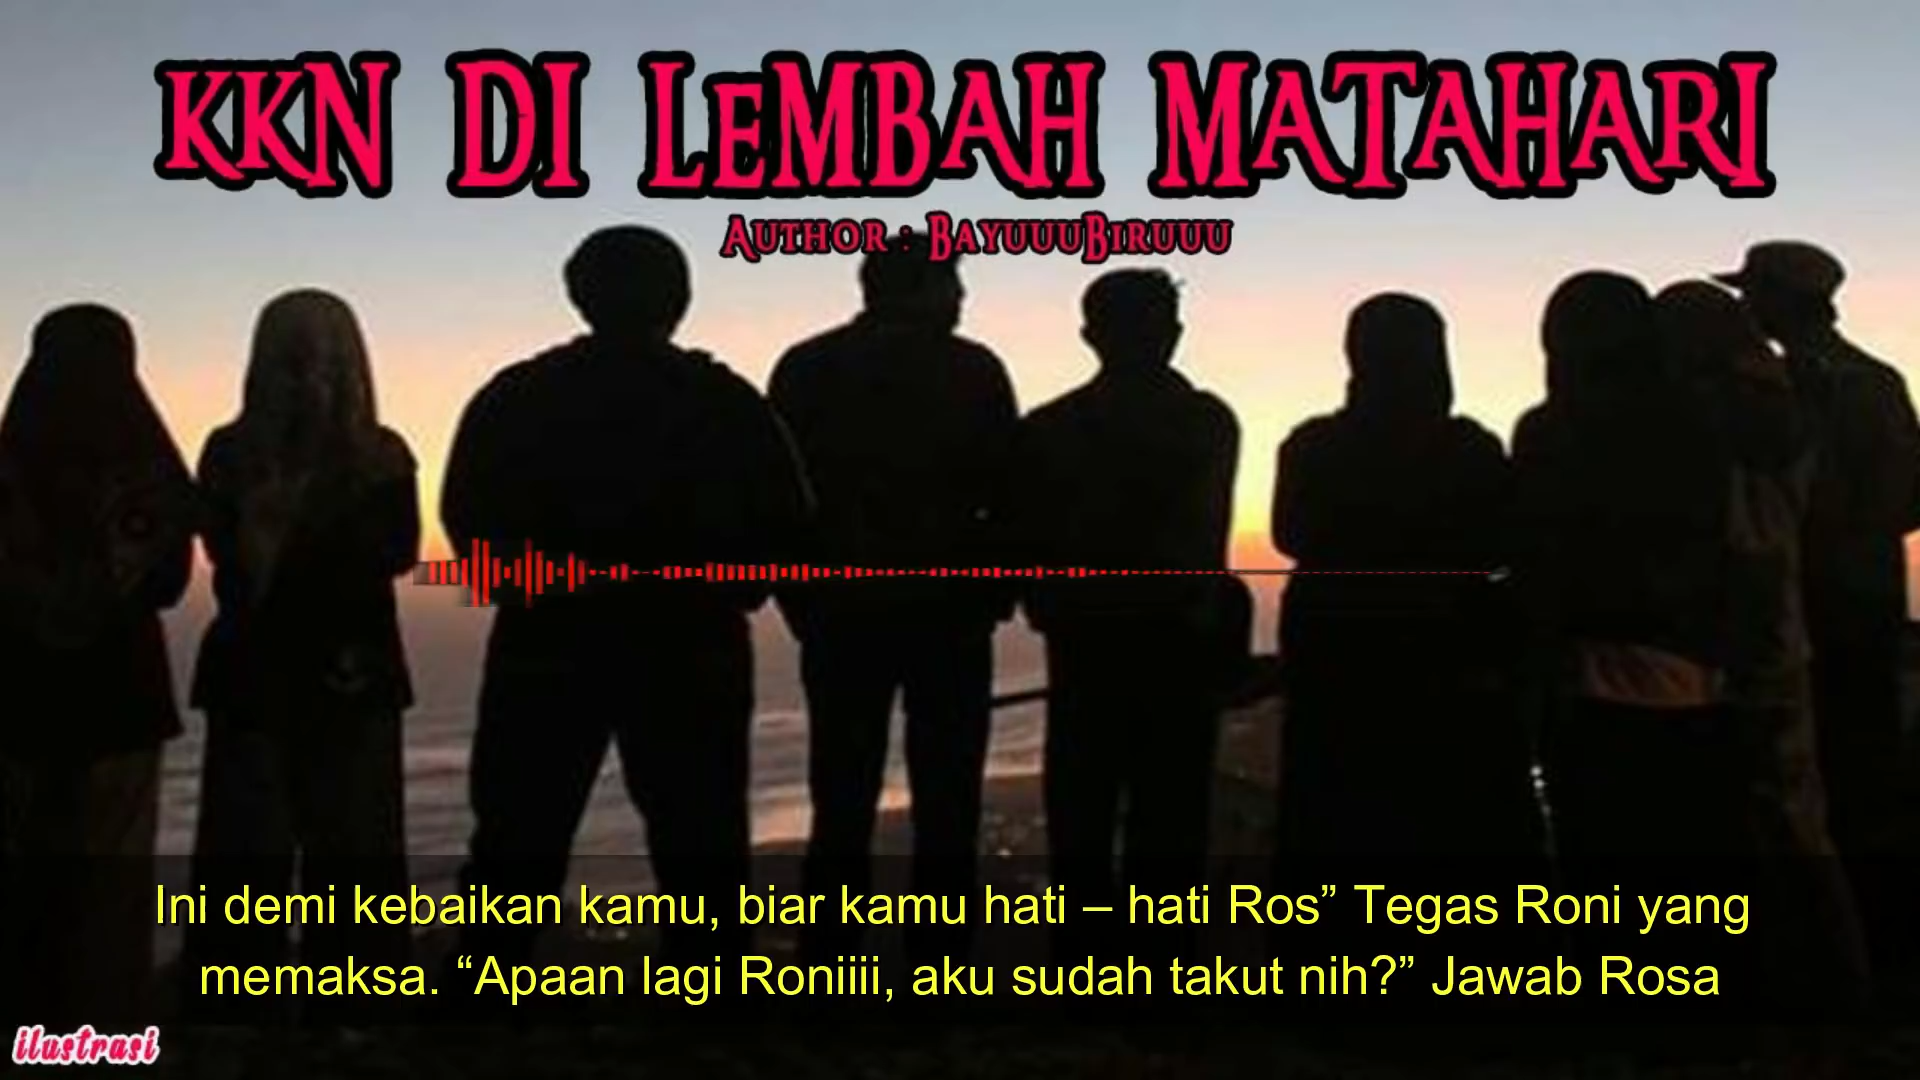 KKN DI LeMBAH MATAHARI
AUTHOR : BAYUUUBIRUUU
Ini demi kebaikan kamu, biar kamu hati – hati Ros” Tegas Roni yang
memaksa. “Apaan lagi Roniiii, aku sudah takut nih?” Jawab Rosa
ilustrasi